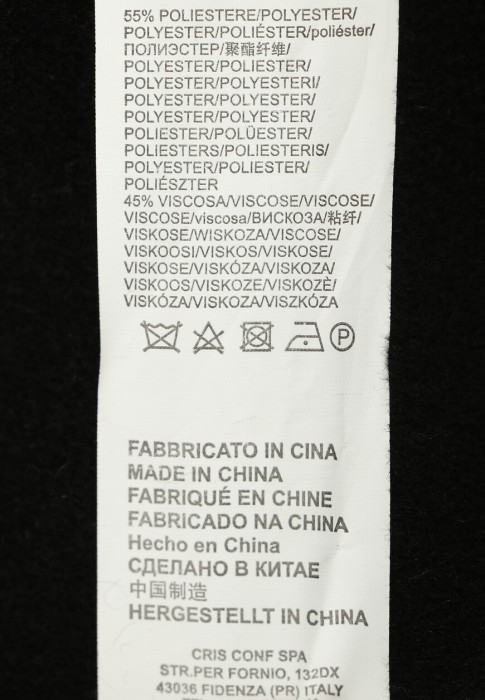 55% POLIESTERE/POLYESTER/
POLYESTER/POLIÉSTER/poliéster/
ПОЛИЭСТЕР/聚酯纤维/
POLYESTER/POLIESTER/
POLYESTER/POLYESTERI/
POLYESTER/POLYESTER/
POLYESTER/POLYESTER/
POLIESTER/POLÜESTER/
POLIESTERS/POLIESTERIS/
POLYESTER/POLIESTER/
POLIÉSZTER
45% VISCOSA/VISCOSE/VISCOSE/
VISCOSE/viscosa/ВИСКОЗА/粘纤/
VISKOSE/WISKOZA/VISCOSE/
VISKOOSI/VISKOS/VISKOSE/
VISKOSE/VISKÓZA/VISKOZA/
VISKOOS/VISKOZE/VISKOZĖ/
VISKÓZA/VISKOZA/VISZKÓZA
P
FABBRICATO IN CINA
MADE IN CHINA
FABRIQUÉ EN CHINE
FABRICADO NA CHINA
Hecho en China
СДЕЛАНО В КИТАЕ
中国制造
HERGESTELLT IN CHINA
CRIS CONF SPA
STR.PER FORNIO, 132DX
43036 FIDENZA (PR) ITALY